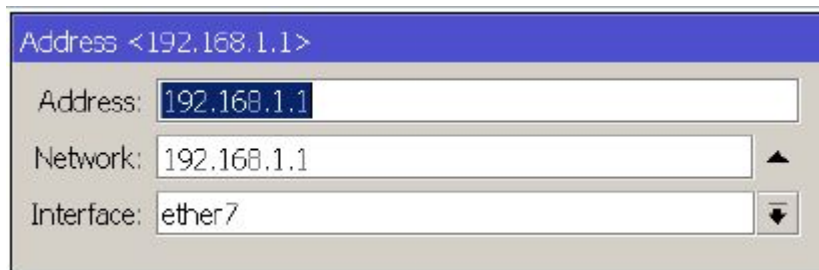 Address <192.168.1.1>
Address: 192.168.1.1
Network: 192.168.1.1
Interface: ether7